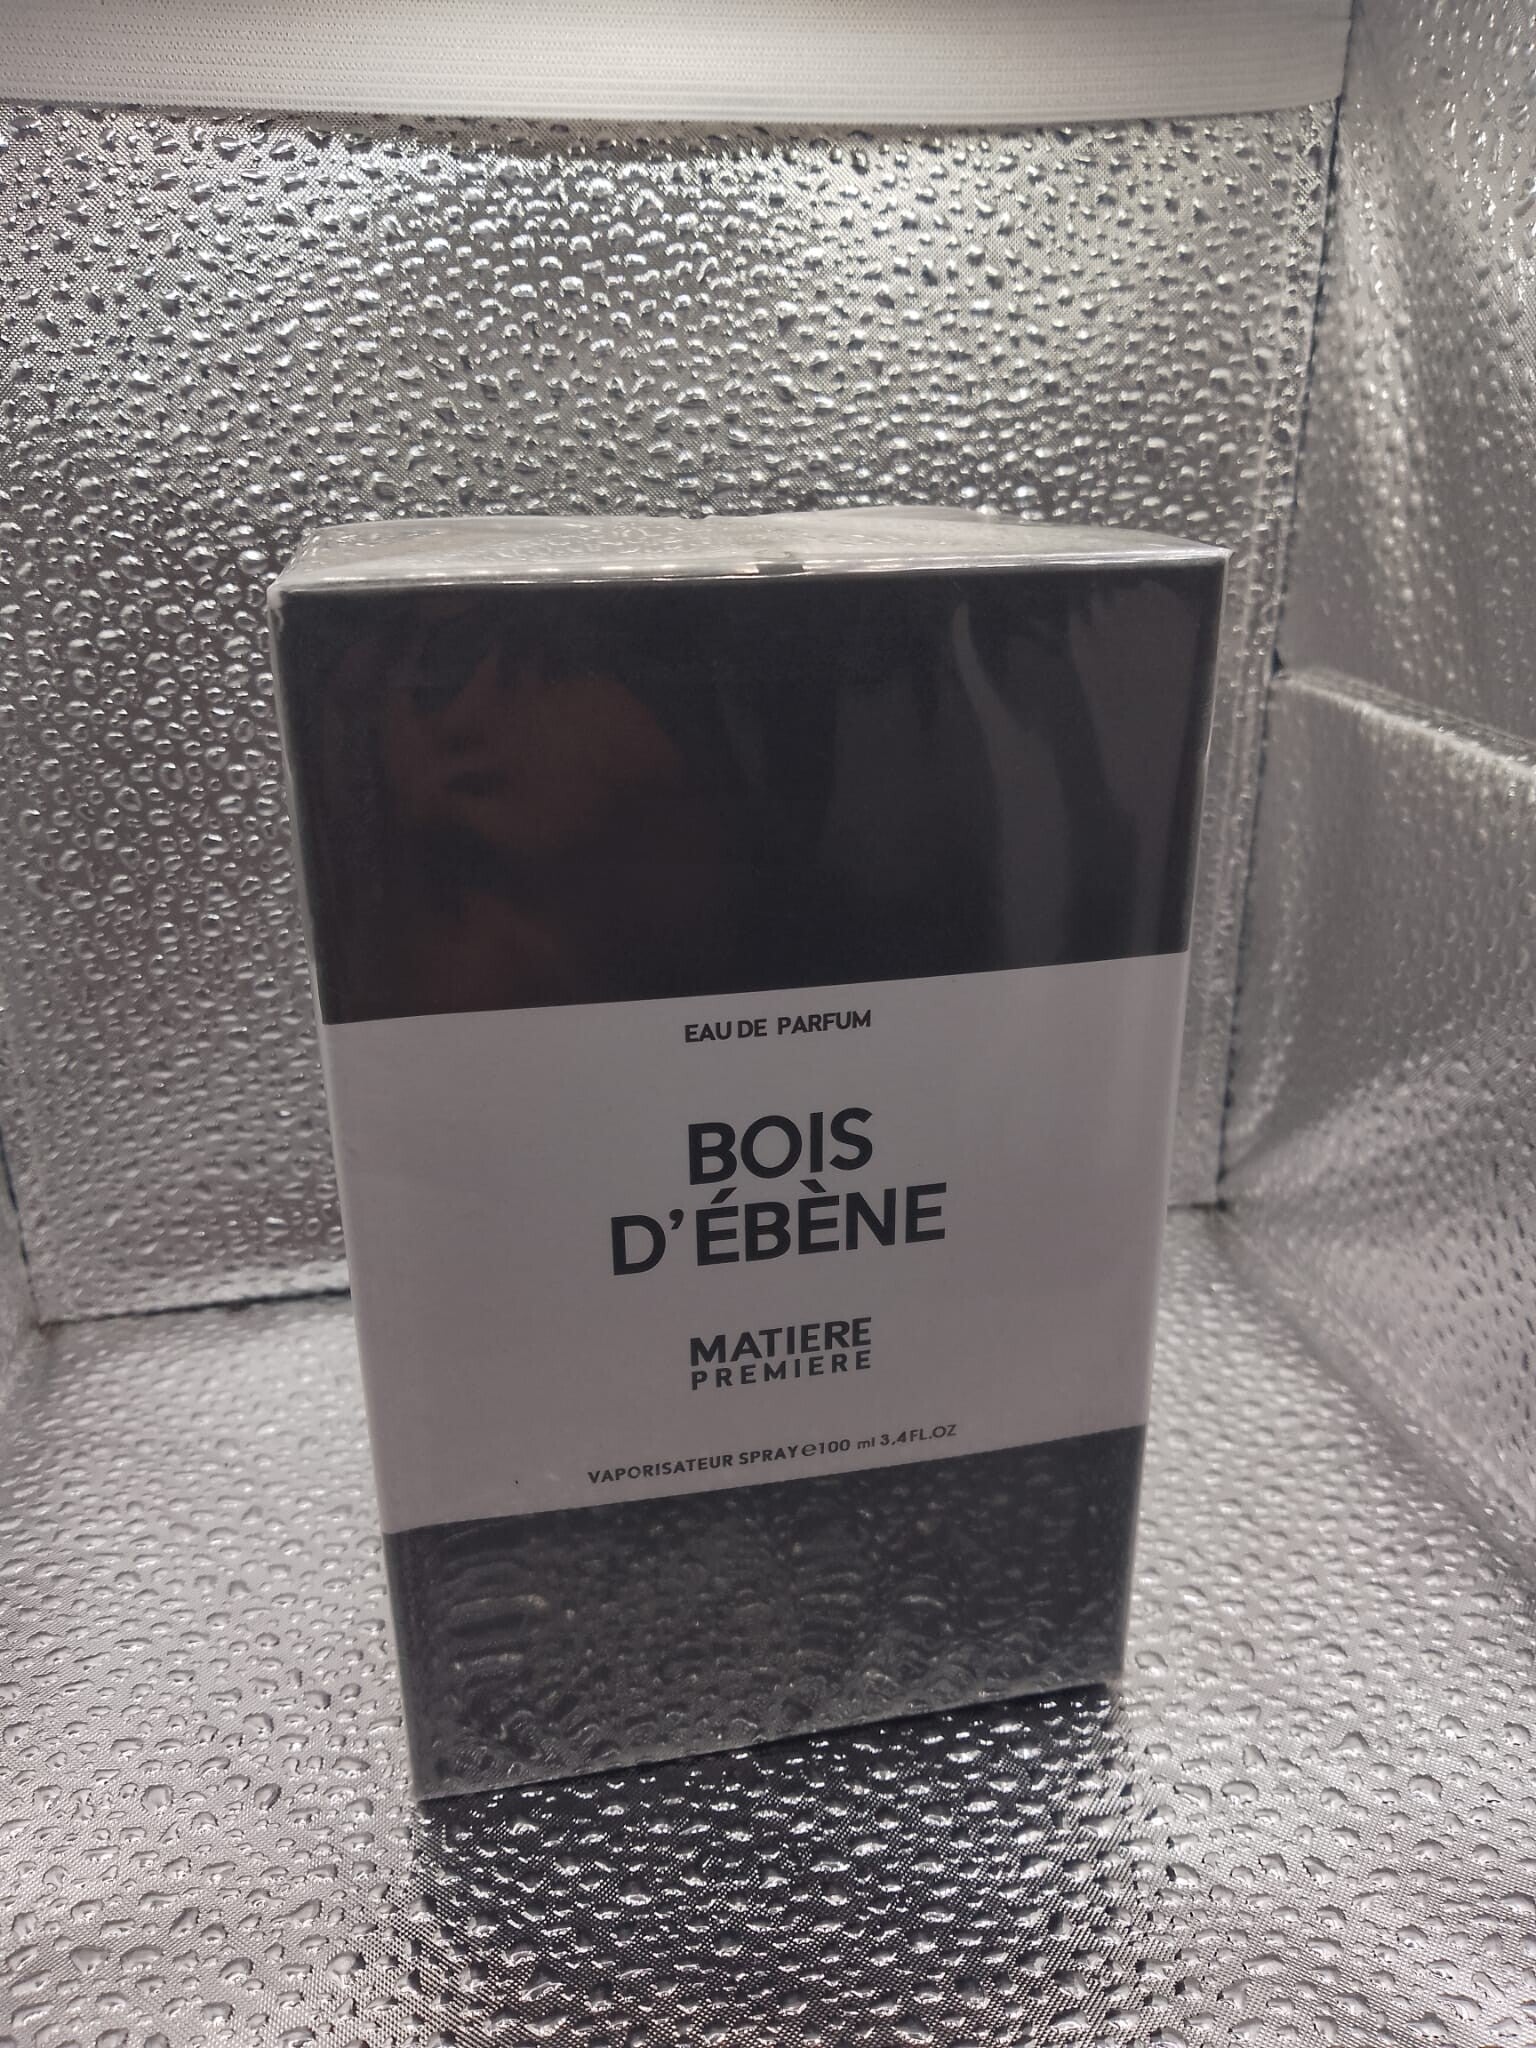 EAU DE PARFUM
BOIS
D'ÉBÈNE
MATIERE
PREMIERE
VAPORISATEUR SPRAY℮100 ml 3.4FL.OZ